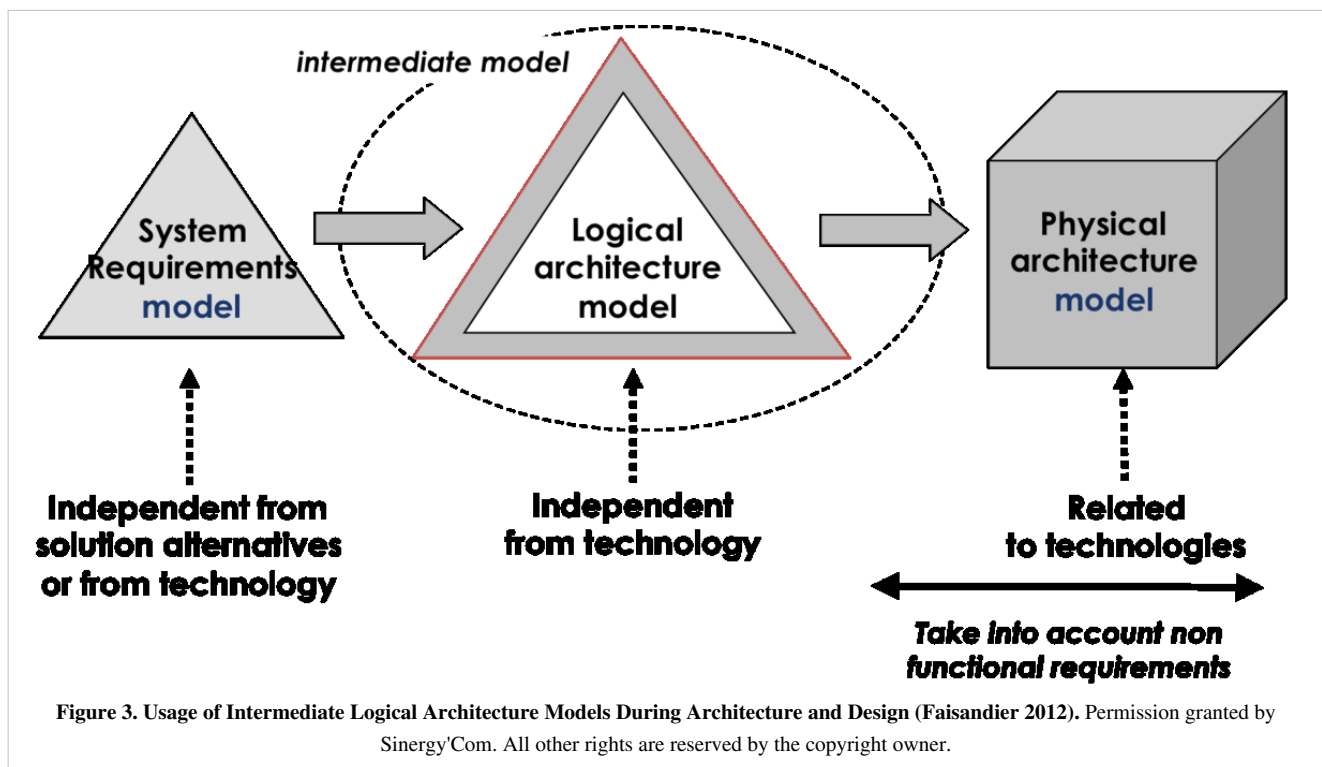 intermediate model
System
Requirements
model
Logical
architecture
model
Physical
architecture
model
Independent from
solution alternatives
or from technology
Independent
from technology
Related
to technologies
Take into account non
functional requirements
Figure 3. Usage of Intermediate Logical Architecture Models During Architecture and Design (Faisandier 2012). Permission granted by
Sinergy'Com. All other rights are reserved by the copyright owner.